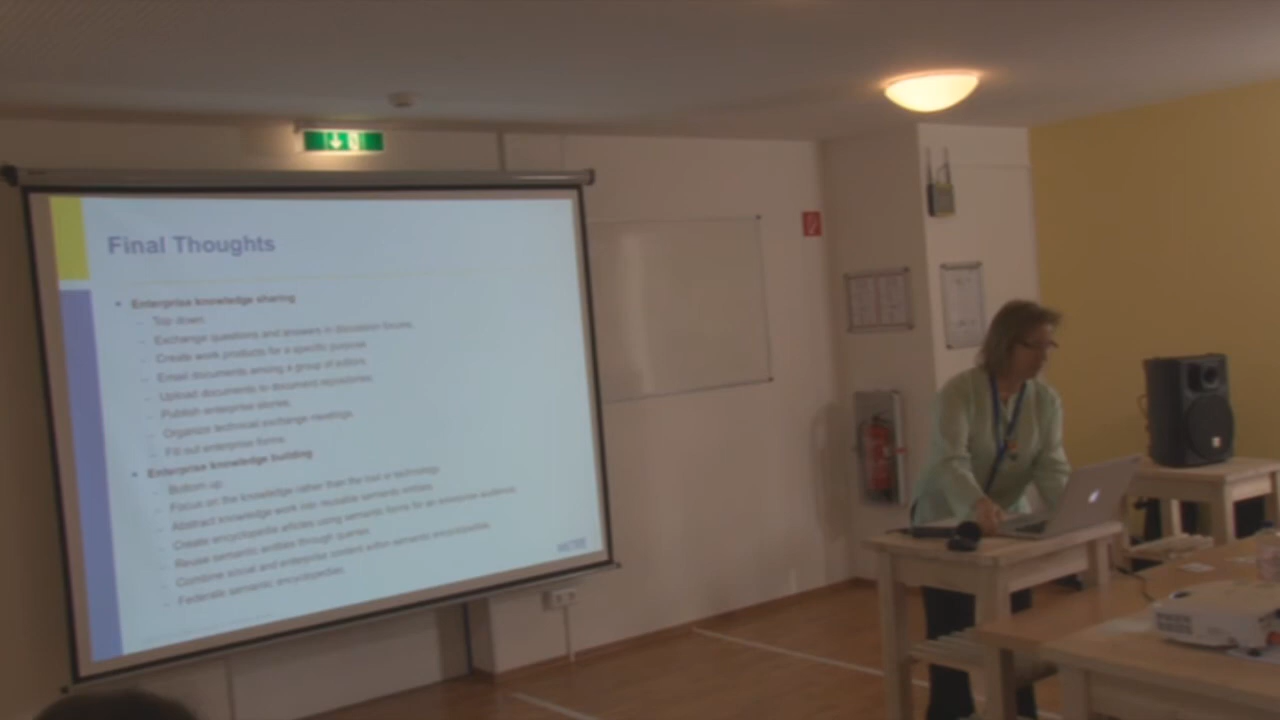 Final Thoughts
• Enterprise knowledge sharing
– Top down:
– Exchange questions and answers in discussion forums.
– Create work products for a specific purpose
– Email documents among a group of editors.
– Upload documents to document repositories.
– Publish enterprise stories.
– Organize technical exchange meetings.
– Fill out enterprise forms.
• Enterprise knowledge building
– Bottom up:
– Focus on the knowledge rather than the tool or technology.
– Abstract knowledge work into reusable semantic entities.
– Create encyclopedia articles using semantic forms for an enterprise audience.
– Reuse semantic entities through queries.
– Combine social and enterprise content within semantic encyclopedias.
– Federate semantic encyclopedias.
MITRE